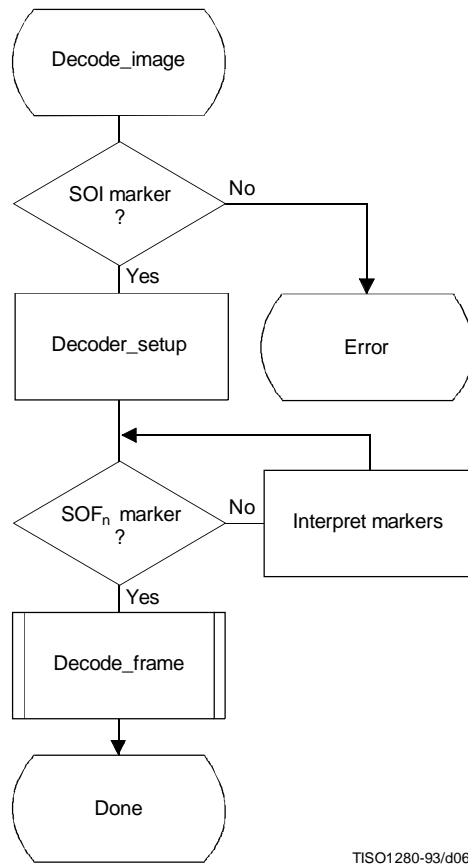 Decode_image
SOI marker
?
No
Yes
Decoder_setup
Error
SOFn marker
?
No
Interpret markers
Yes
Decode_frame
Done
TISO1280-93/d06